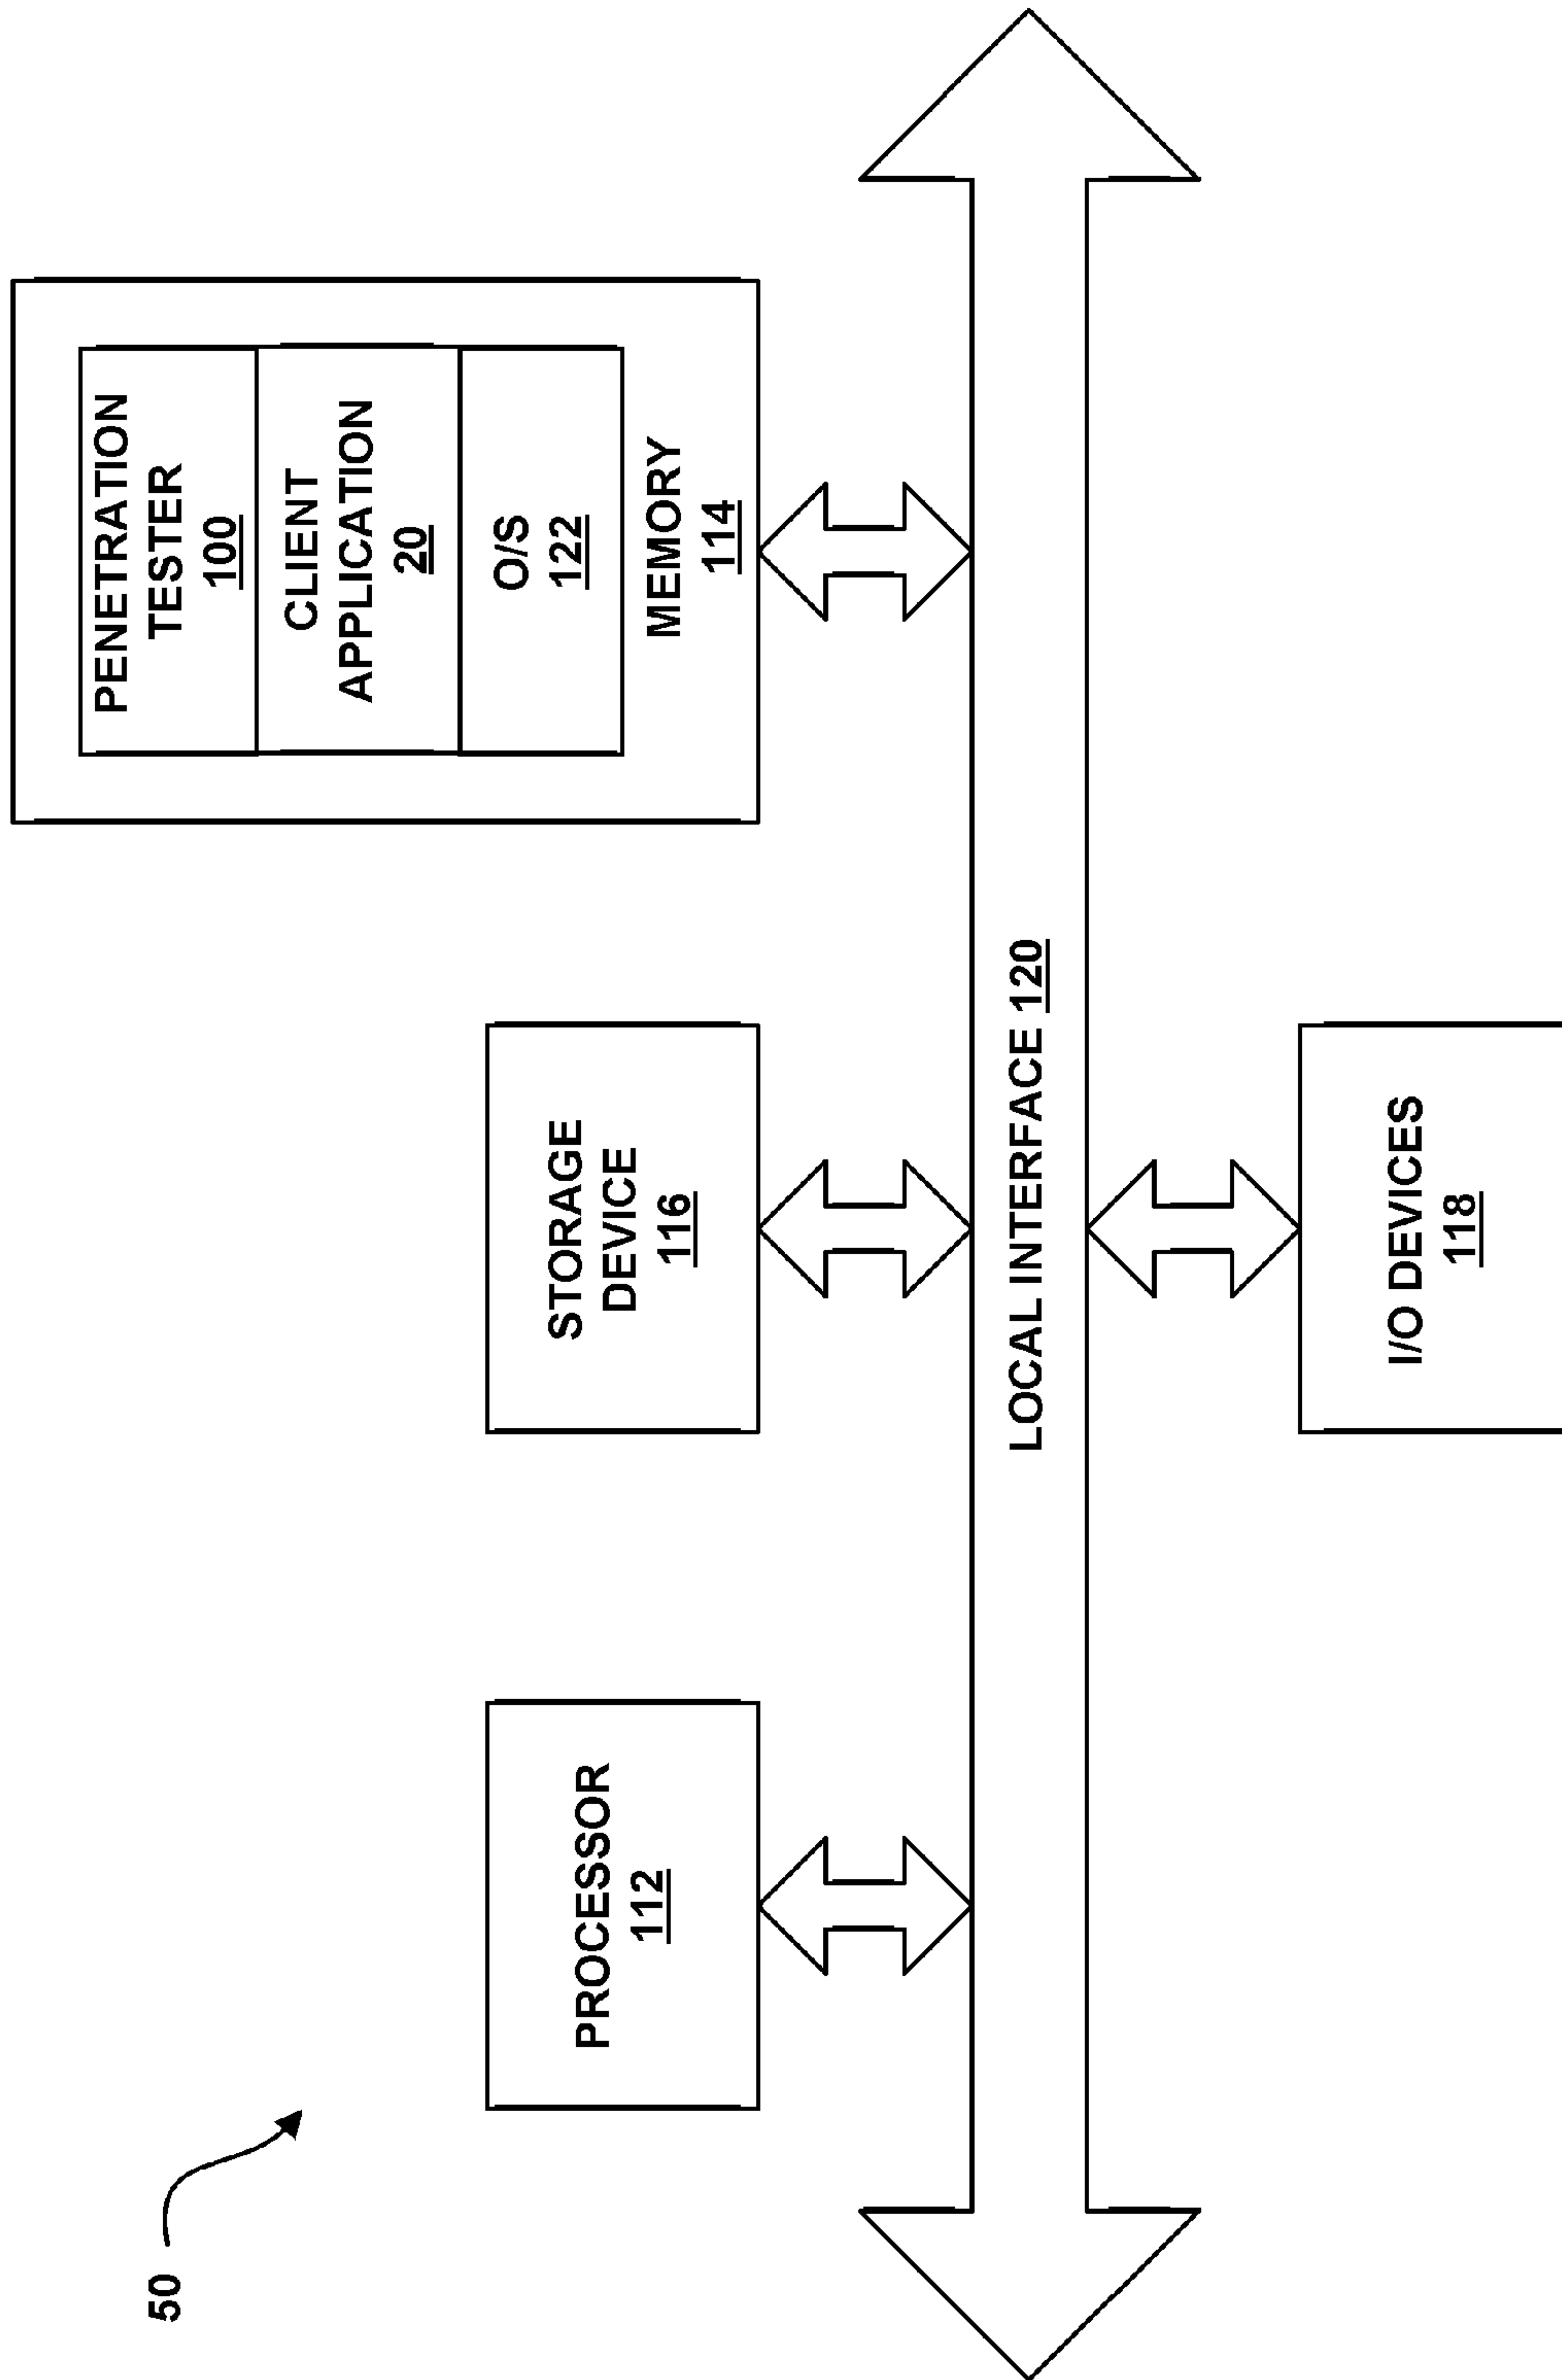 50
PROCESSOR
112
STORAGE
DEVICE
116
PENETRATION
TESTER
100
CLIENT
APPLICATION
20
O/S
122
MEMORY
114
LOCAL INTERFACE 120
I/O DEVICES
118